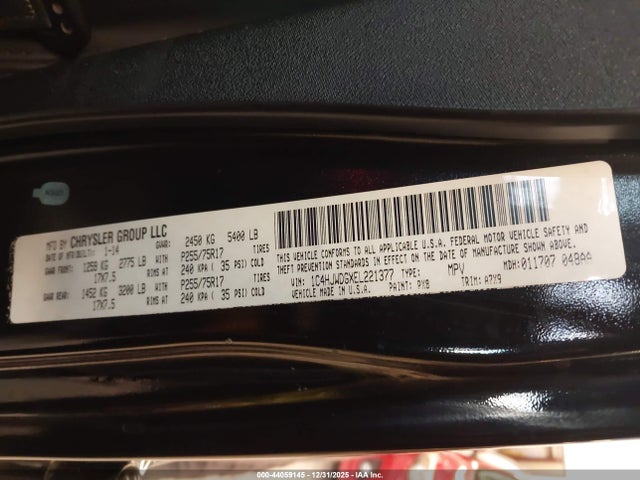 MFD BY CHRYSLER GROUP LLC
DATE OF MFR 1-14 GVWR: 2450 KG 5400 LB
GAWR FRONT: 1256 KG 2775 LB WITH P255/75R17 TIRES
17X7.5 RIMS AT 240 KPA ( 35 PSI) COLD
GAWR REAR: 1452 KG 3200 LB WITH P255/75R17 TIRES
17X7.5 RIMS AT 240 KPA ( 35 PSI) COLD
THIS VEHICLE CONFORMS TO ALL APPLICABLE U.S.A. FEDERAL MOTOR VEHICLE SAFETY AND
THEFT PREVENTION STANDARDS IN EFFECT ON THE DATE OF MANUFACTURE SHOWN ABOVE.
VIN: 1C4HJWDGXEL221377 TYPE: MPV MDH: 011707 048AA
VEHICLE MADE IN U.S.A. PAINT: PX8 TRIM: A7X9
000-44059145 - 12/31/2025 - IAA Inc.